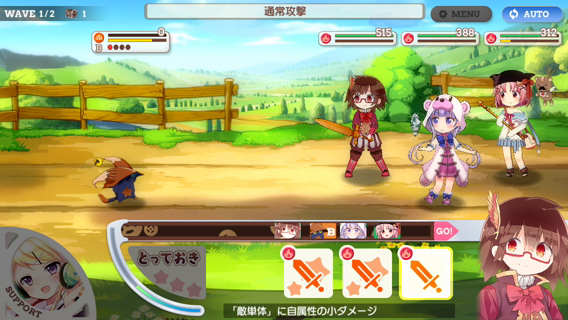 WAVE 1/2 1
通常攻撃
MENU
AUTO
0
B
515
388
312
B
GO!
とっておき
SUPPORT
「敵単体」に自属性の小ダメージ